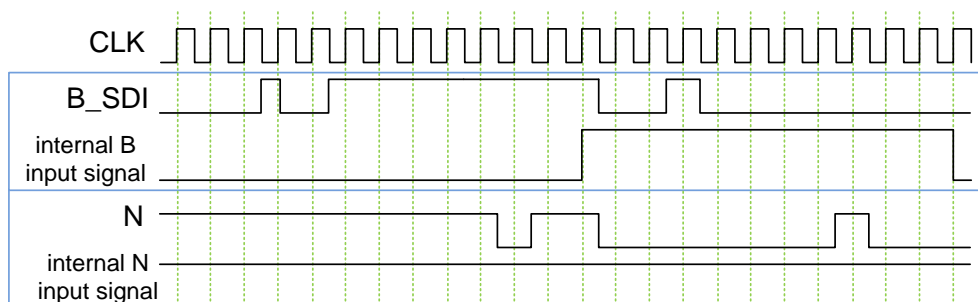 CLK
B_SDI
internal B
input signal
N
internal N
input signal